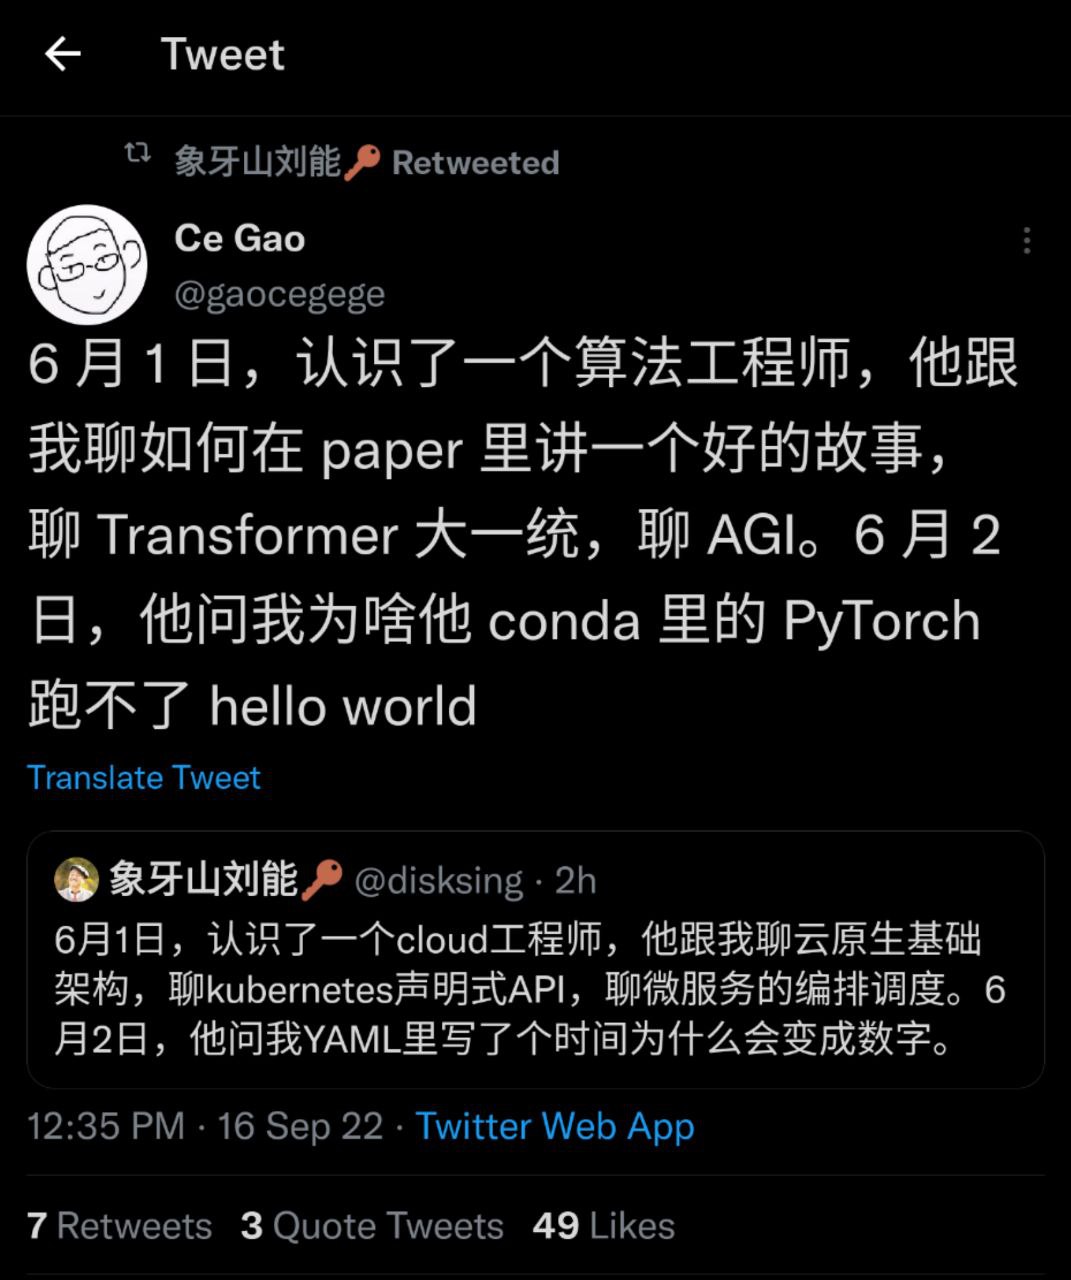 Tweet
象牙山刘能 Retweeted
Ce Gao
@gaocegege
6 月 1 日，认识了一个算法工程师，他跟
我聊如何在 paper 里讲一个好的故事，
聊 Transformer 大一统，聊 AGI。6 月 2
日，他问我为啥他 conda 里的 PyTorch
跑不了 hello world
Translate Tweet
象牙山刘能 @disksing · 2h
6月1日，认识了一个cloud工程师，他跟我聊云原生基础
架构，聊kubernetes声明式API，聊微服务的编排调度。6
月2日，他问我YAML里写了个时间为什么会变成数字。
12:35 PM · 16 Sep 22 · Twitter Web App
7 Retweets 3 Quote Tweets 49 Likes